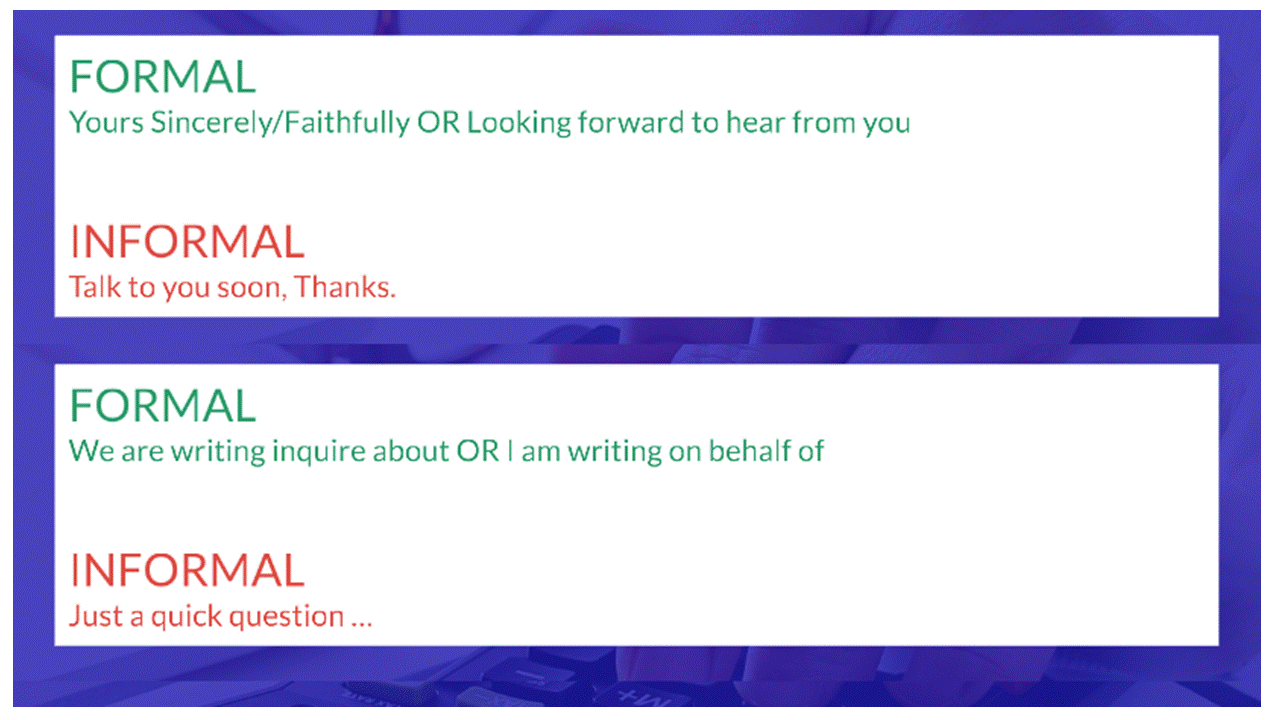 FORMAL
Yours Sincerely/Faithfully OR Looking forward to hear from you
INFORMAL
Talk to you soon, Thanks.
FORMAL
We are writing inquire about OR I am writing on behalf of
INFORMAL
Just a quick question ...
M+